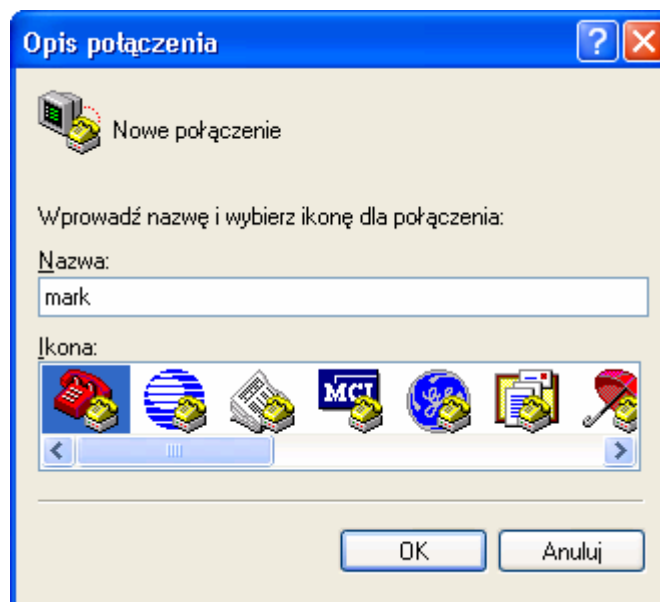 Opis połączenia
Nowe połączenie
Wprowadź nazwę i wybierz ikonę dla połączenia:
Nazwa:
mark
Ikona:
MCI
OK Anuluj